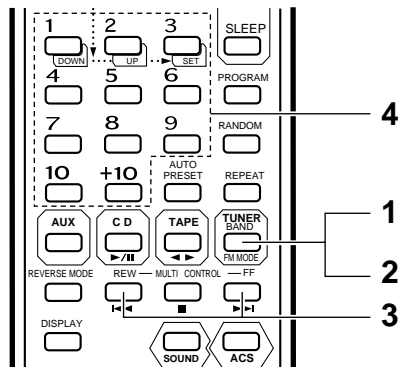 1 2 3 SLEEP
DOWN UP SET
4 5 6 PROGRAM
4
7 8 9 RANDOM
10 +10 AUTO PRESET REPEAT
AUX CD TAPE TUNER BAND
1
►/II ◄ ► FM MODE
2
REVERSE MODE REW MULTI CONTROL FF
I◄◄ ■ ►►I
3
DISPLAY
SOUND ACS